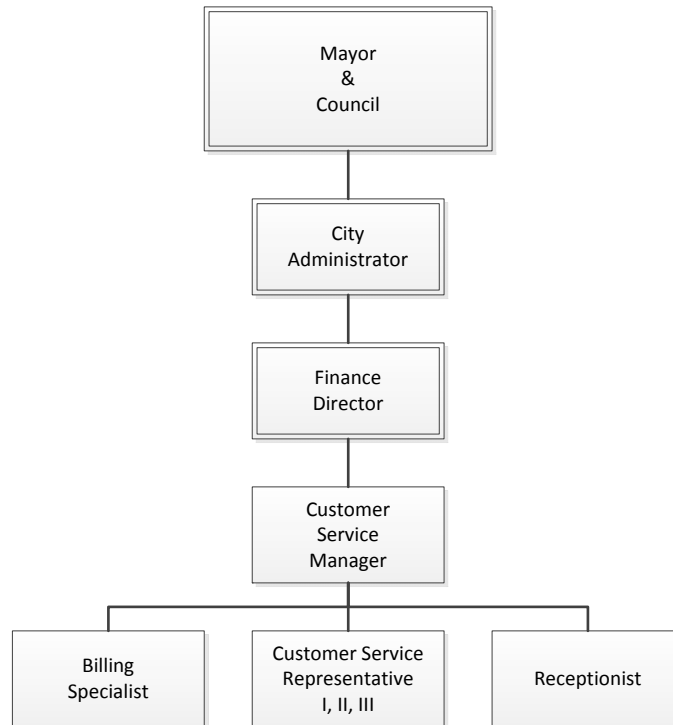 Mayor
&
Council
City
Administrator
Finance
Director
Customer
Service
Manager
Billing
Specialist
Customer Service
Representative
I, II, III
Receptionist